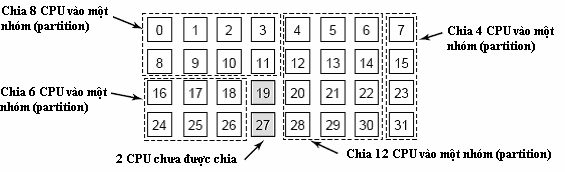 Chia 8 CPU vào một
nhóm (partition)
Chia 4 CPU vào một
nhóm (partition)
0 1 2 3 4 5 6 7
8 9 10 11 12 13 14 15
Chia 6 CPU vào một
nhóm (partition)
16 17 18 19 20 21 22 23
24 25 26 27 28 29 30 31
2 CPU chưa được chia
Chia 12 CPU vào một nhóm (partition)